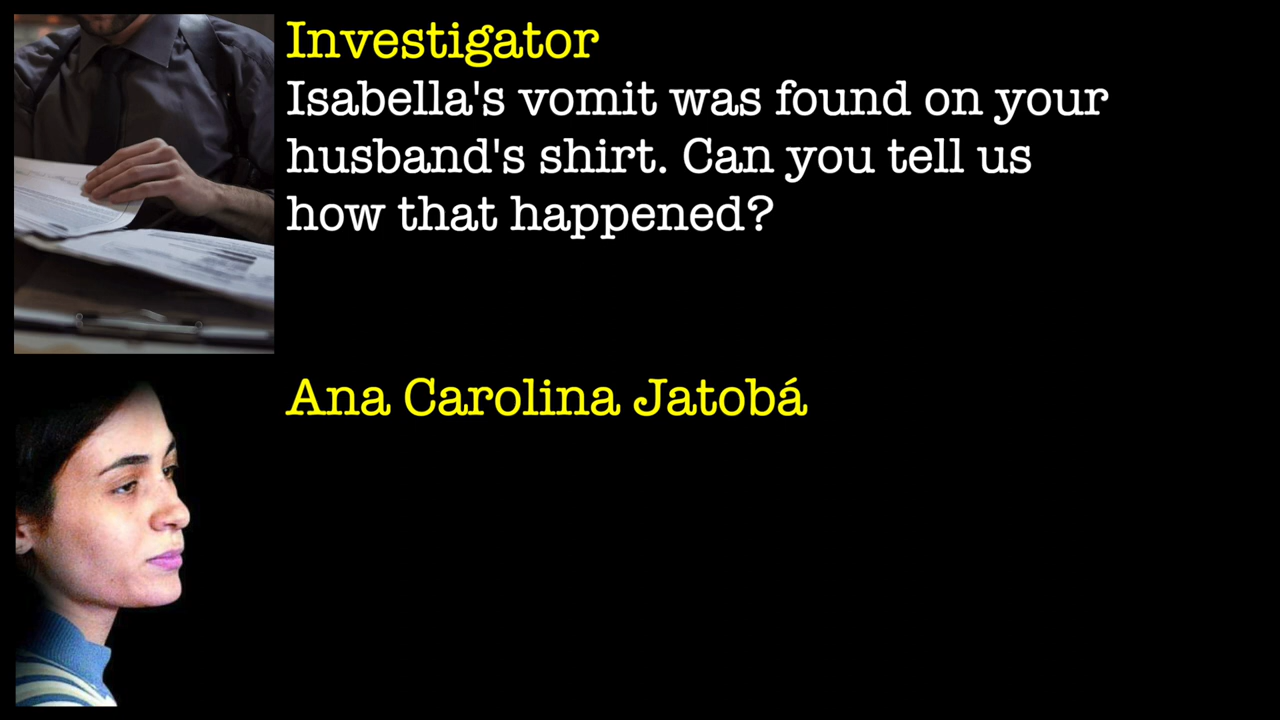 Investigator
Isabella's vomit was found on your
husband's shirt. Can you tell us
how that happened?
Ana Carolina Jatobá